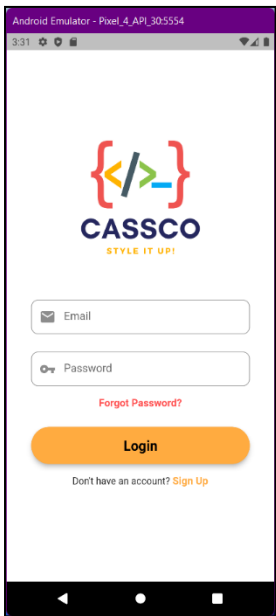 Android Emulator - Pixel_4_API_30:5554
3:31
{</>_}
CASSCO
STYLE IT UP!
Email
Password
Forgot Password?
Login
Don't have an account? Sign Up